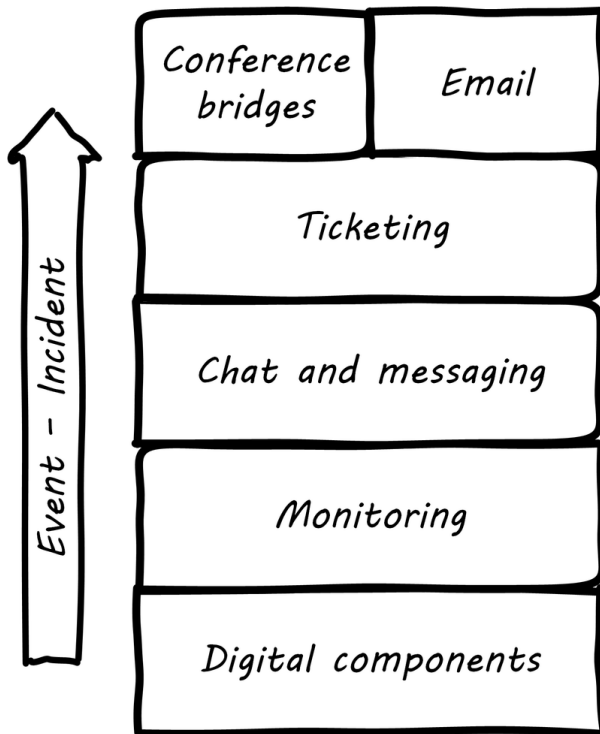 Conference
bridges
Email
Ticketing
Chat and messaging
Monitoring
Digital components
Event - Incident